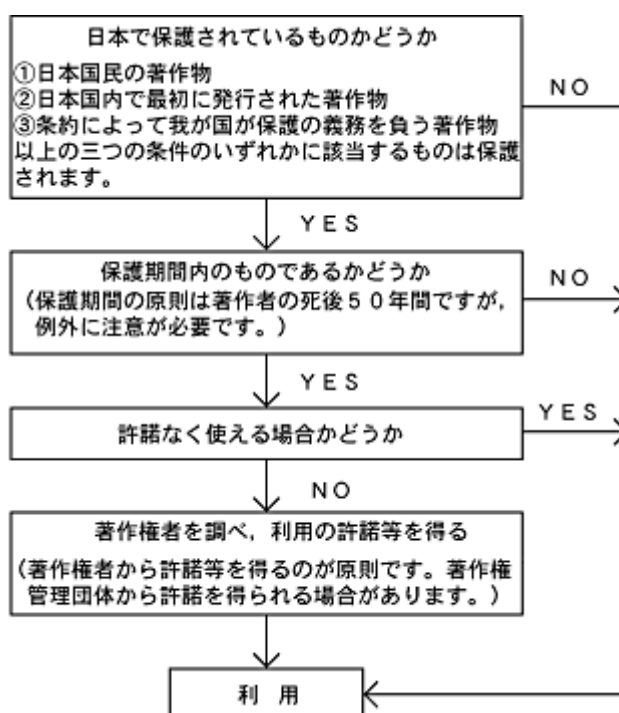 日本で保護されているものかどうか
①日本国民の著作物
②日本国内で最初に発行された著作物
③条約によって我が国が保護の義務を負う著作物
以上の三つの条件のいずれかに該当するものは保護
されます。
ＮＯ
ＹＥＳ
保護期間内のものであるかどうか
（保護期間の原則は著作者の死後５０年間ですが，
例外に注意が必要です。）
ＮＯ
ＹＥＳ
許諾なく使える場合かどうか
ＹＥＳ
ＮＯ
著作権者を調べ，利用の許諾等を得る
（著作権者から許諾等を得るのが原則です。著作権
管理団体から許諾を得られる場合があります。）
利　用